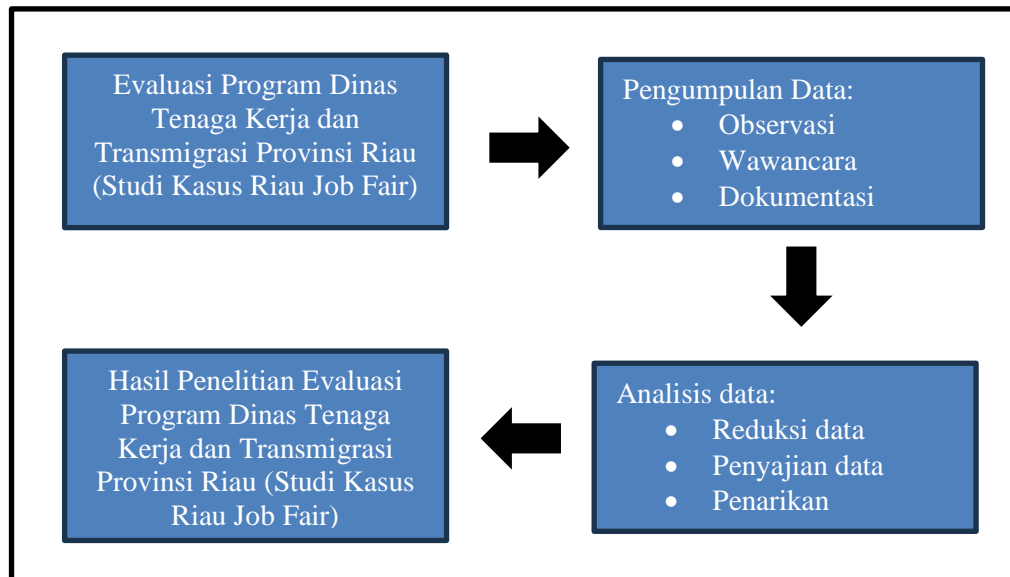 Evaluasi Program Dinas
Tenaga Kerja dan
Transmigrasi Provinsi Riau
(Studi Kasus Riau Job Fair)
Pengumpulan Data:
• Observasi
• Wawancara
• Dokumentasi
Analisis data:
• Reduksi data
• Penyajian data
• Penarikan
Hasil Penelitian Evaluasi
Program Dinas Tenaga
Kerja dan Transmigrasi
Provinsi Riau (Studi Kasus
Riau Job Fair)